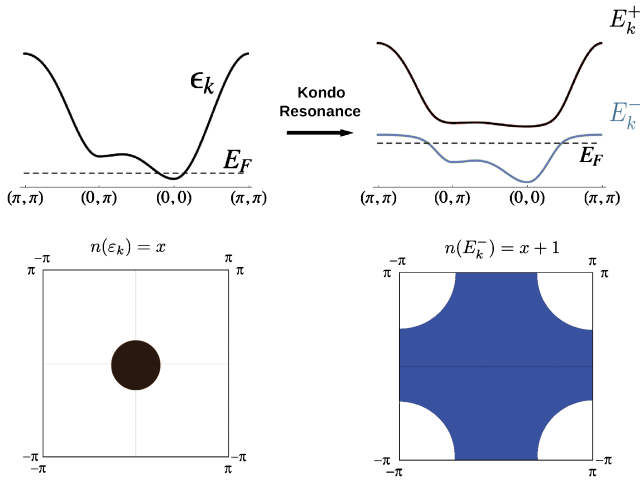 E_k^+
ϵ_k
Kondo
Resonance
E_k^-
E_F
E_F
(π,π) (0,π) (0,0) (π,π)
(π,π) (0,π) (0,0) (π,π)
n(ε_k) = x
n(E_k^-) = x + 1
−π
π π
−π
π π
−π −π
−π π
−π −π
−π π